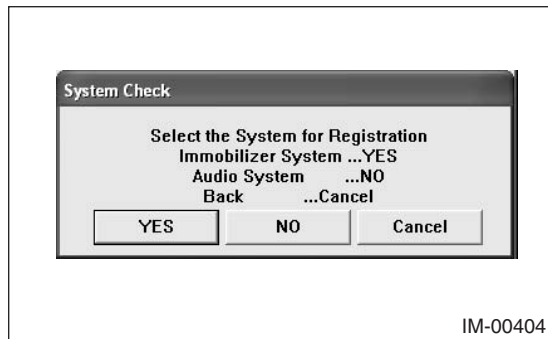 System Check
Select the System for Registration
Immobilizer System ...YES
Audio System ...NO
Back ...Cancel
YES NO Cancel
IM-00404